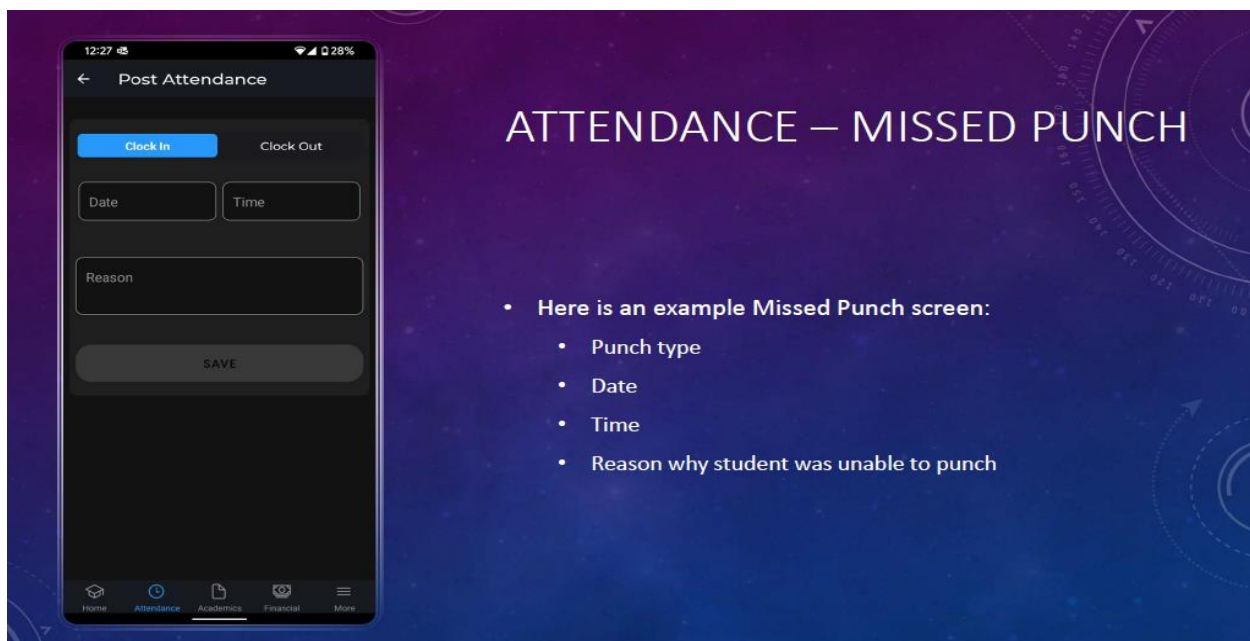 12:27
28%
Post Attendance
Clock In Clock Out
Date Time
Reason
SAVE
Home Attendance Academics Financial More
ATTENDANCE – MISSED PUNCH
• Here is an example Missed Punch screen:
• Punch type
• Date
• Time
• Reason why student was unable to punch